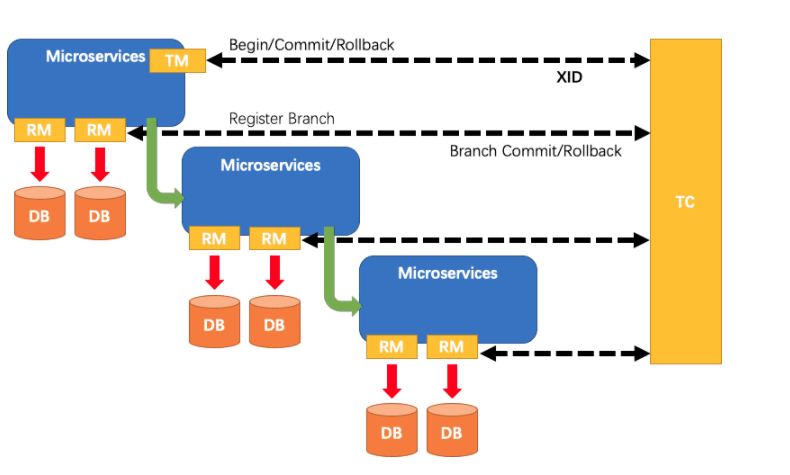 Begin/Commit/Rollback
Microservices
TM
XID
Register Branch
RM
RM
Branch Commit/Rollback
Microservices
TC
DB
DB
RM
RM
Microservices
DB
DB
RM
RM
DB
DB